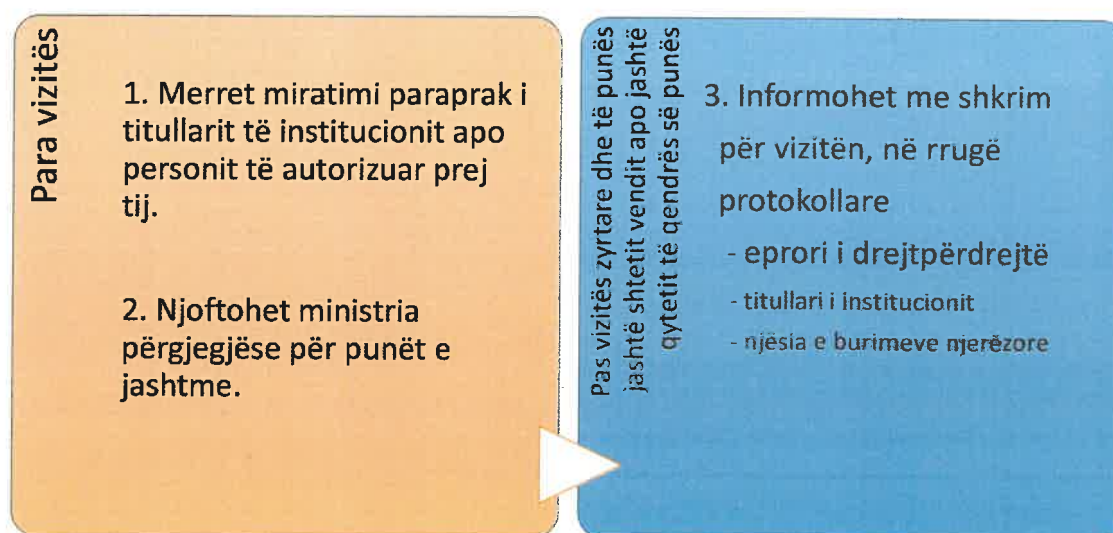 Para vizitës
1. Merret miratimi paraprak i
titullarit të institucionit apo
personit të autorizuar prej
tij.
2. Njoftohet ministria
përgjegjëse për punët e
jashtme.
Pas vizitës zyrtare dhe të punës
jashtë shtetit vendit apo jashtë
qytetit të qendrës së punës
3. Informohet me shkrim
për vizitën, në rrugë
protokollare
- eprori i drejtpërdrejtë
- titullari i institucionit
- njësia e burimeve njerëzore